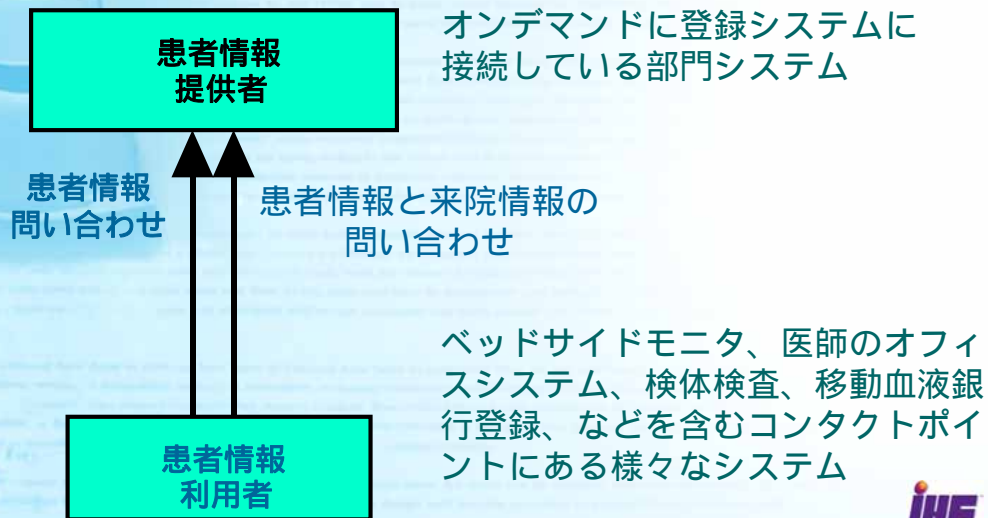 オンデマンドに登録システムに
接続している部門システム
患者情報
提供者
患者情報
問い合わせ
患者情報と来院情報の
問い合わせ
ベッドサイドモニタ、医師のオフィ
スシステム、検体検査、移動血液銀
行登録、などを含むコンタクトポイ
ントにある様々なシステム
患者情報
利用者
IHE